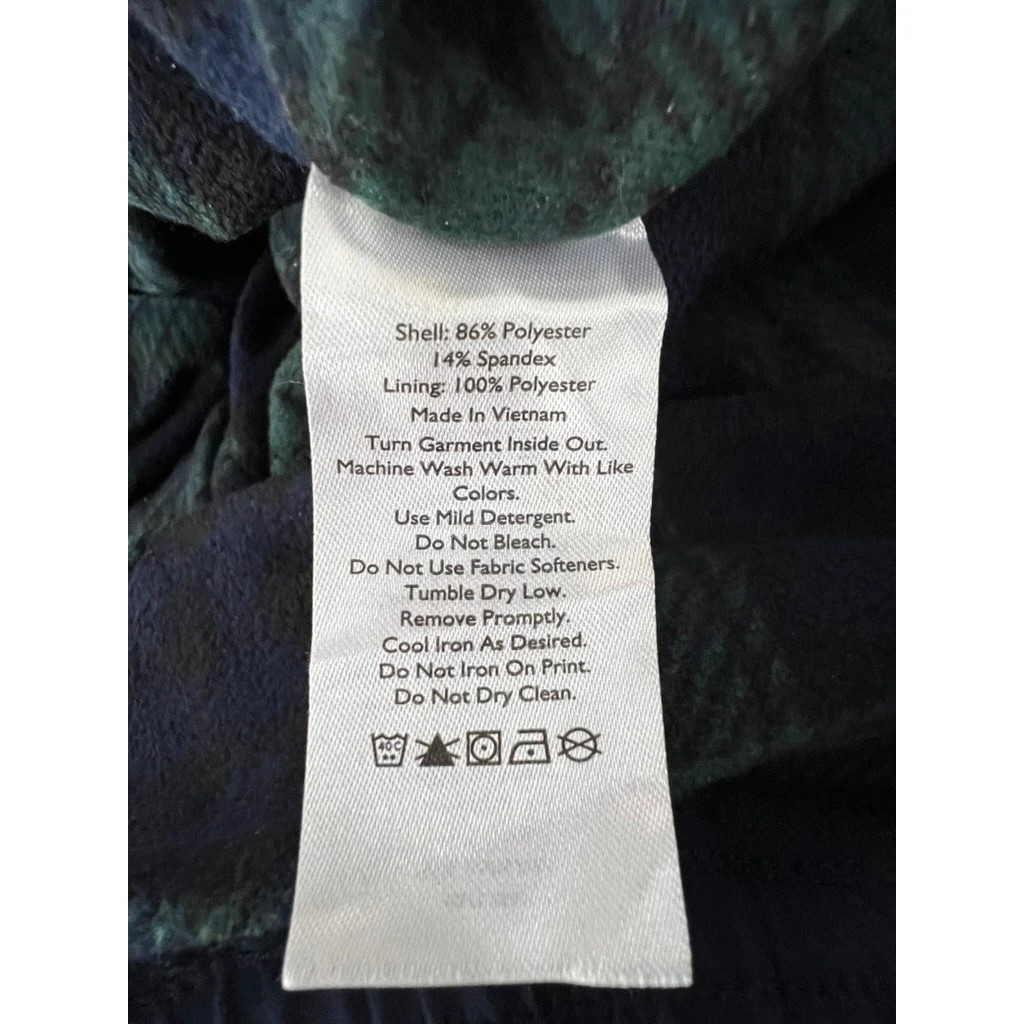 Shell: 86% Polyester
14% Spandex
Lining: 100% Polyester
Made In Vietnam
Turn Garment Inside Out.
Machine Wash Warm With Like
Colors.
Use Mild Detergent.
Do Not Bleach.
Do Not Use Fabric Softeners.
Tumble Dry Low.
Remove Promptly.
Cool Iron As Desired.
Do Not Iron On Print.
Do Not Dry Clean.
40C